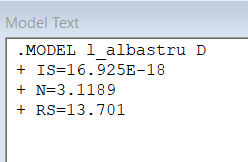 Model Text
.MODEL l_albastru D
+ IS=16.925E-18
+ N=3.1189
+ RS=13.701